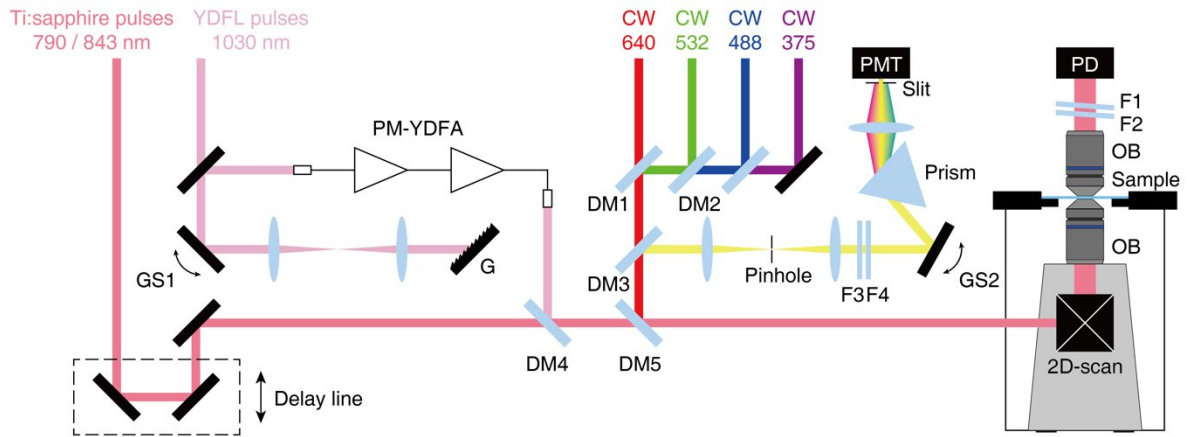 Ti:sapphire pulses
790 / 843 nm
YDFL pulses
1030 nm
CW
640
CW
532
CW
488
CW
375
PMT
Slit
PD
F1
F2
OB
Sample
OB
PM-YDFA
Prism
DM1
DM2
GS1
G
DM3
Pinhole
F3F4
GS2
DM4
DM5
2D-scan
Delay line